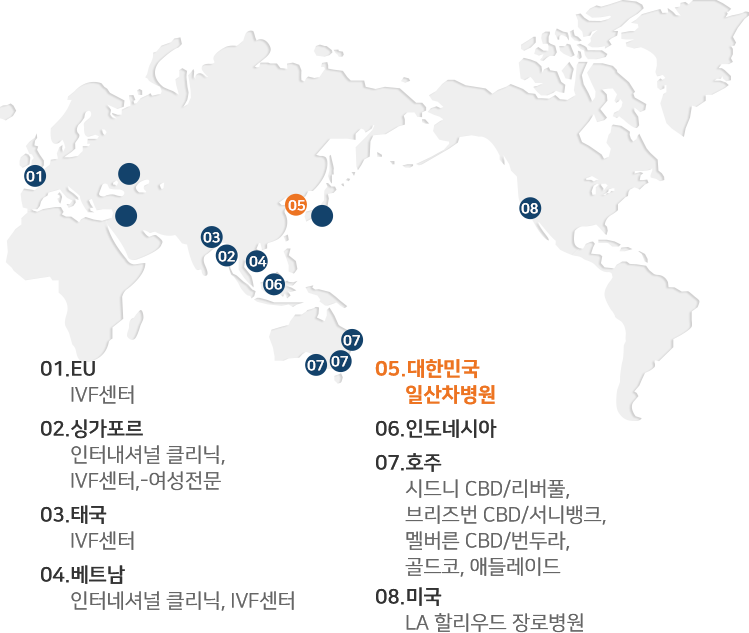 01
05
08
03
02
04
06
07
07
07
01.EU
IVF센터
02.싱가포르
인터내셔널 클리닉,
IVF센터,-여성전문
03.태국
IVF센터
04.베트남
인터네셔널 클리닉, IVF센터
05.대한민국
일산차병원
06.인도네시아
07.호주
시드니 CBD/리버풀,
브리즈번 CBD/서니뱅크,
멜버른 CBD/번두라,
골드코, 애들레이드
08.미국
LA 할리우드 장로병원